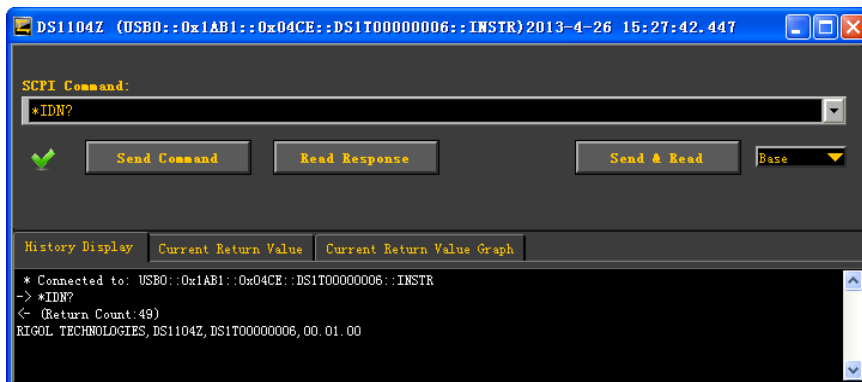 DS1104Z (USB0::0x1AB1::0x04CE::DS1T00000006::INSTR)2013-4-26 15:27:42.447
SCPI Command:
*IDN?
Send Command Read Response Send & Read Base
History Display Current Return Value Current Return Value Graph
* Connected to: USB0::0x1AB1::0x04CE::DS1T00000006::INSTR
-> *IDN?
<- (Return Count:49)
RIGOL TECHNOLOGIES,DS1104Z,DS1T00000006,00.01.00